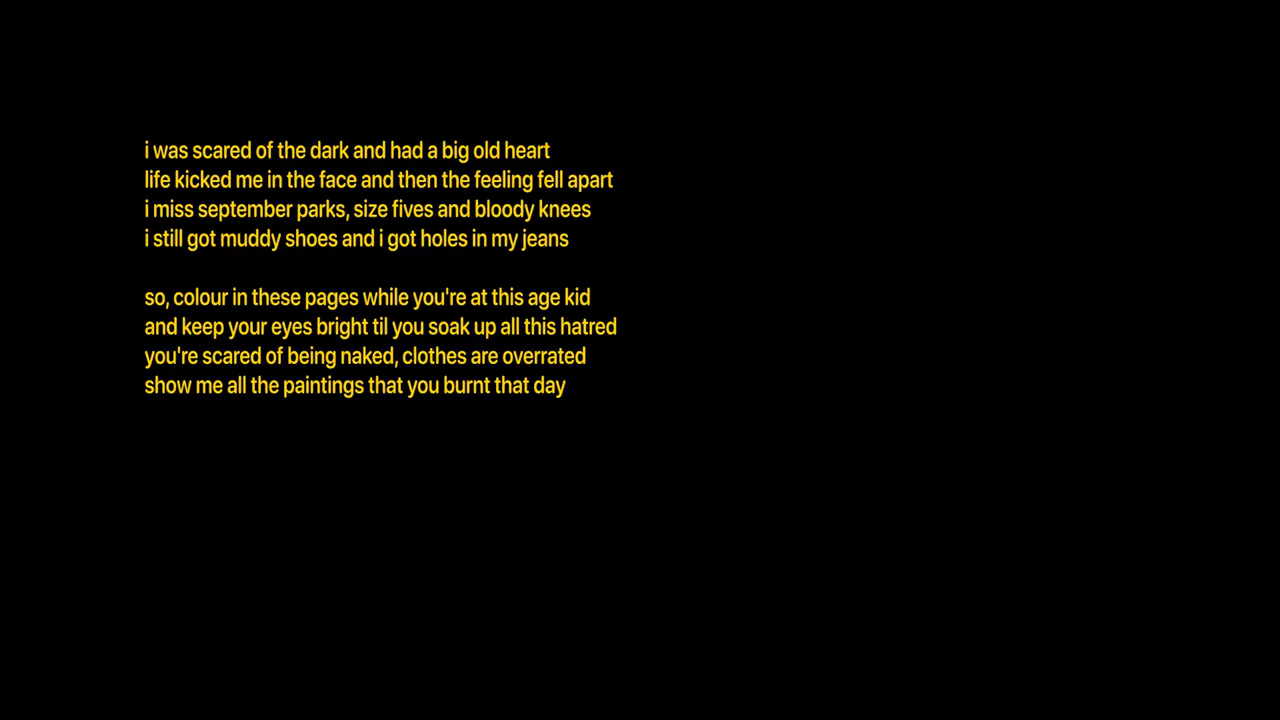 i was scared of the dark and had a big old heart
life kicked me in the face and then the feeling fell apart
i miss september parks, size fives and bloody knees
i still got muddy shoes and i got holes in my jeans
so, colour in these pages while you're at this age kid
and keep your eyes bright til you soak up all this hatred
you're scared of being naked, clothes are overrated
show me all the paintings that you burnt that day